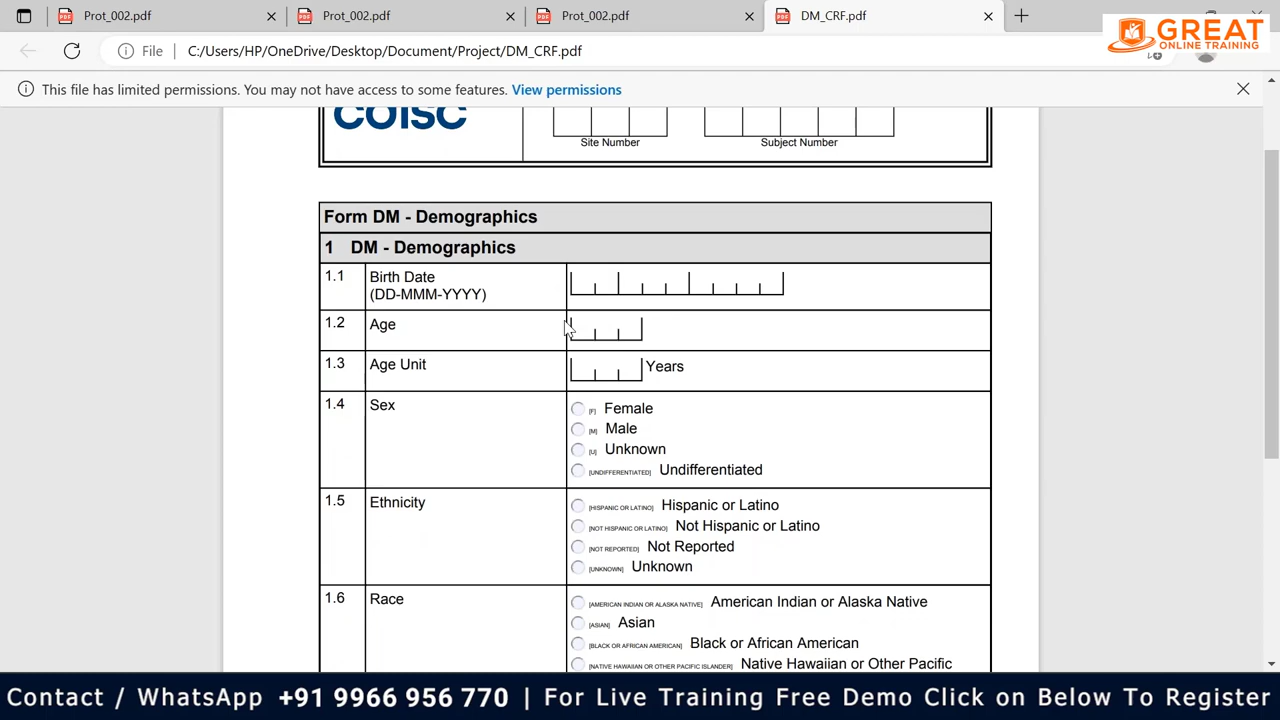 Prot_002.pdf
Prot_002.pdf
Prot_002.pdf
DM_CRF.pdf
GREAT
ONLINE TRAINING
File
C:/Users/HP/OneDrive/Desktop/Document/Project/DM_CRF.pdf
This file has limited permissions. You may not have access to some features. View permissions
Site Number
Subject Number
Form DM - Demographics
1 DM - Demographics
1.1 Birth Date
(DD-MMM-YYYY)
1.2 Age
1.3 Age Unit
Years
1.4 Sex
[F] Female
[M] Male
[U] Unknown
[UNDIFFERENTIATED] Undifferentiated
1.5 Ethnicity
[HISPANIC OR LATINO] Hispanic or Latino
[NOT HISPANIC OR LATINO] Not Hispanic or Latino
[NOT REPORTED] Not Reported
[UNKNOWN] Unknown
1.6 Race
[AMERICAN INDIAN OR ALASKA NATIVE] American Indian or Alaska Native
[ASIAN] Asian
[BLACK OR AFRICAN AMERICAN] Black or African American
[NATIVE HAWAIIAN OR OTHER PACIFIC ISLANDER] Native Hawaiian or Other Pacific
Contact / WhatsApp +91 9966 956 770 | For Live Training Free Demo Click on Below To Register